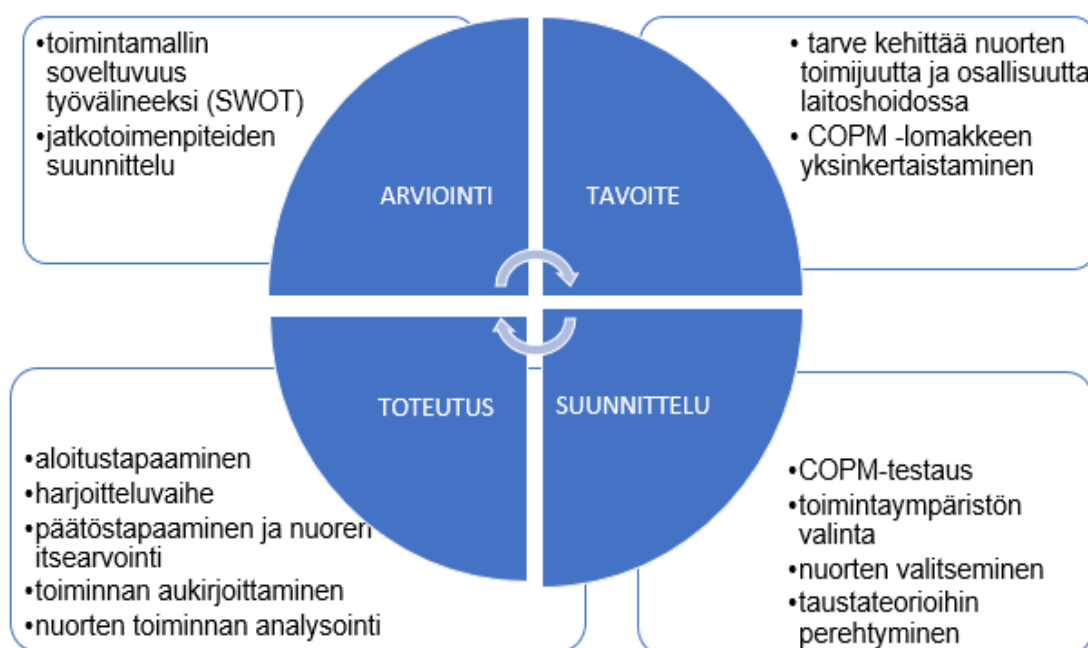 •toimintamallin
soveltuvuus
työvälineeksi (SWOT)
•jatkotoimenpiteiden
suunnittelu
• tarve kehittää nuorten
toimijuutta ja osallisuutta
laitoshoidossa
• COPM -lomakkeen
yksinkertaistaminen
ARVIOINTI
TAVOITE
TOTEUTUS
SUUNNITTELU
•aloitustapaaminen
•harjoitteluvaihe
•päätöstapaaminen ja nuoren
itsearvointi
•toiminnan aukirjoittaminen
•nuorten toiminnan analysointi
•COPM-testaus
•toimintaympäristön
valinta
•nuorten valitseminen
•taustateorioihin
perehtyminen